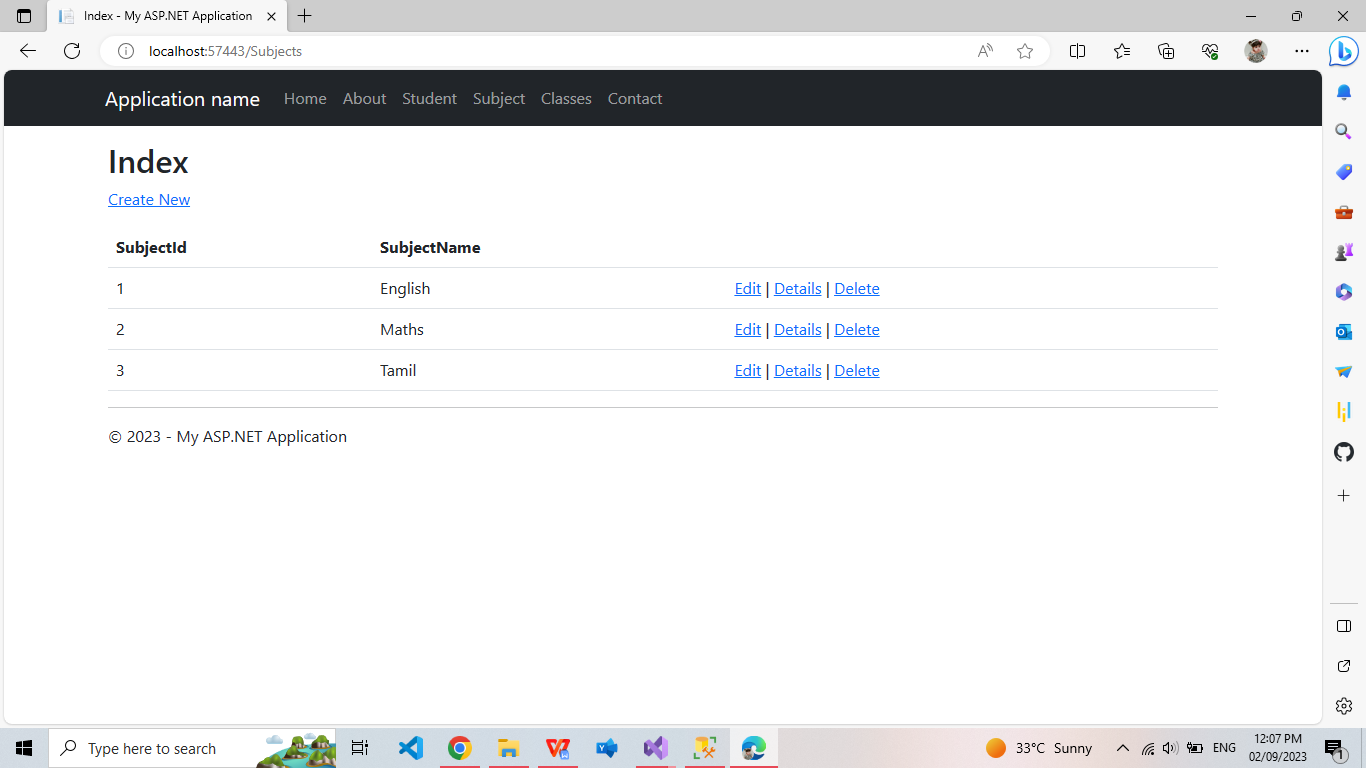 Index - My ASP.NET Application
localhost:57443/Subjects
Application name Home About Student Subject Classes Contact
Index
Create New
SubjectId SubjectName
1 English Edit | Details | Delete
2 Maths Edit | Details | Delete
3 Tamil Edit | Details | Delete
© 2023 - My ASP.NET Application
Type here to search
33°C Sunny
ENG
12:07 PM
02/09/2023
1